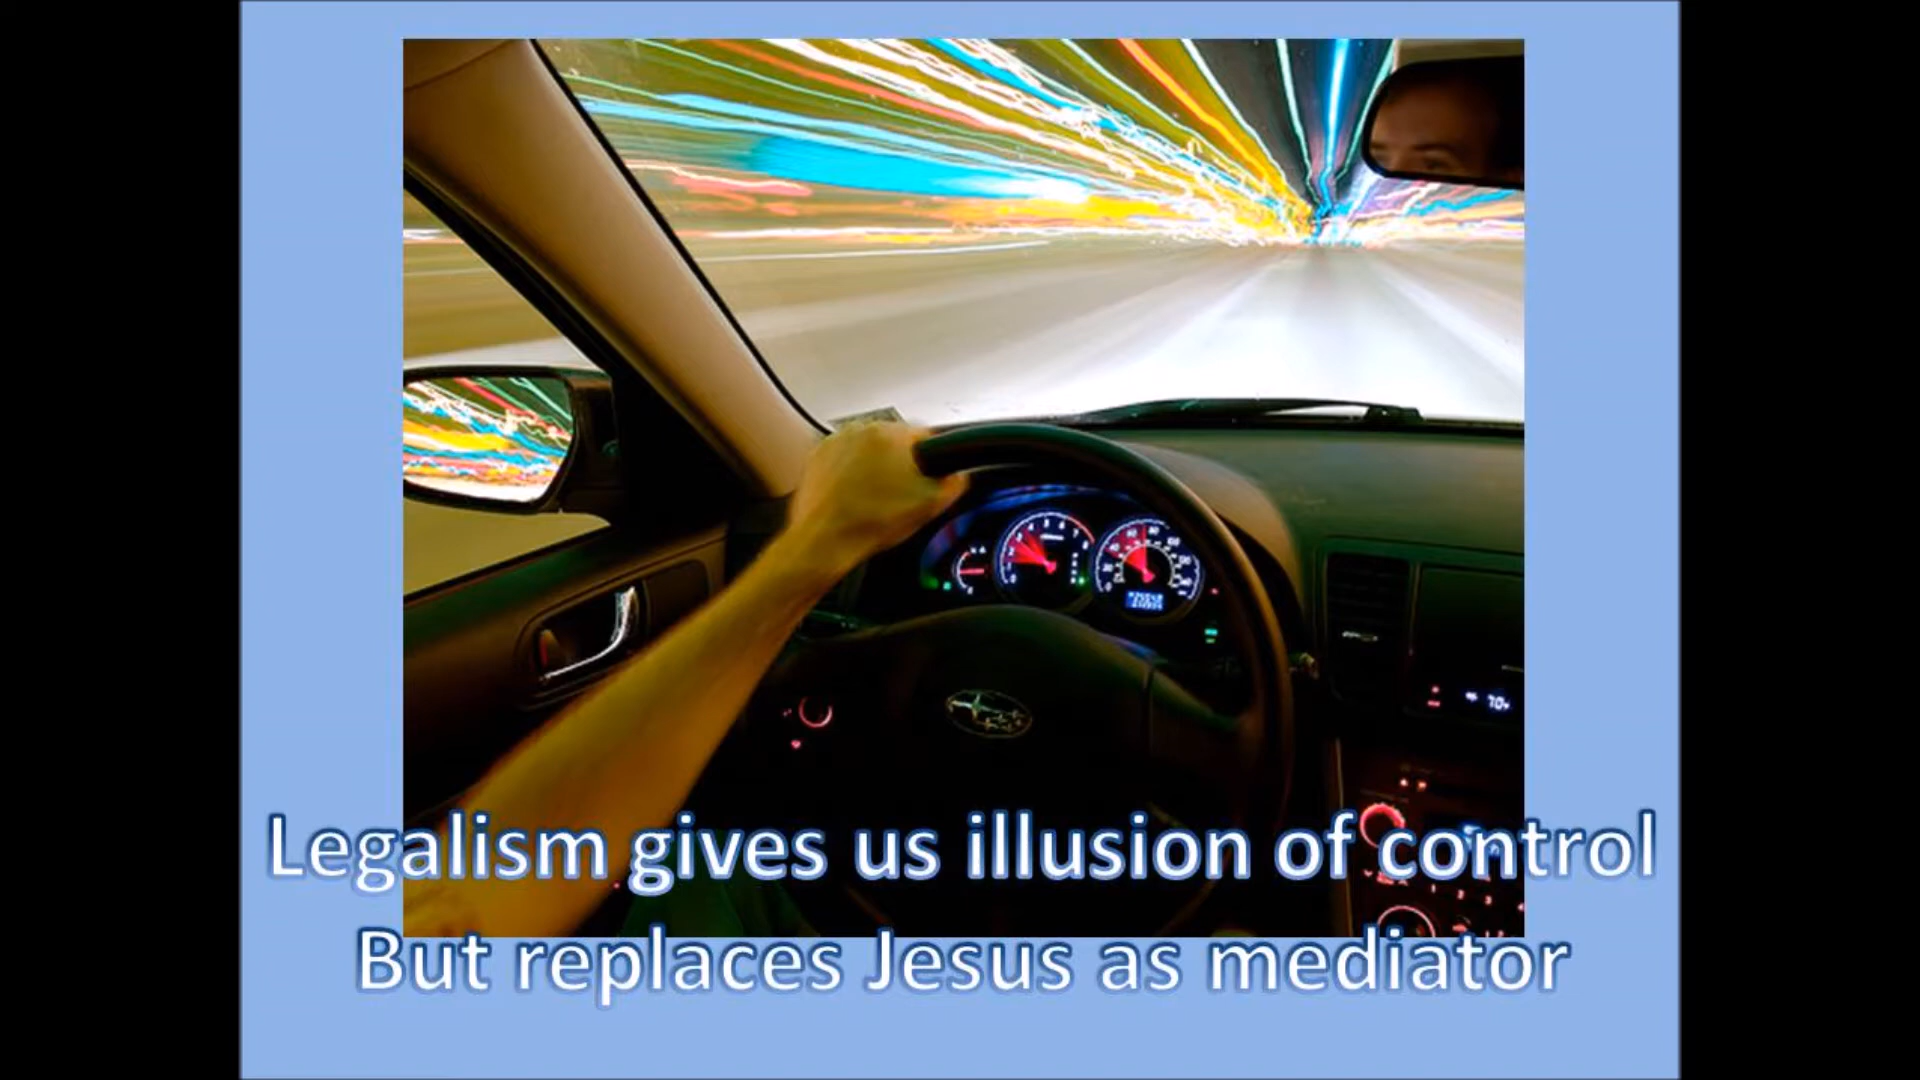 Legalism gives us illusion of control
But replaces Jesus as mediator